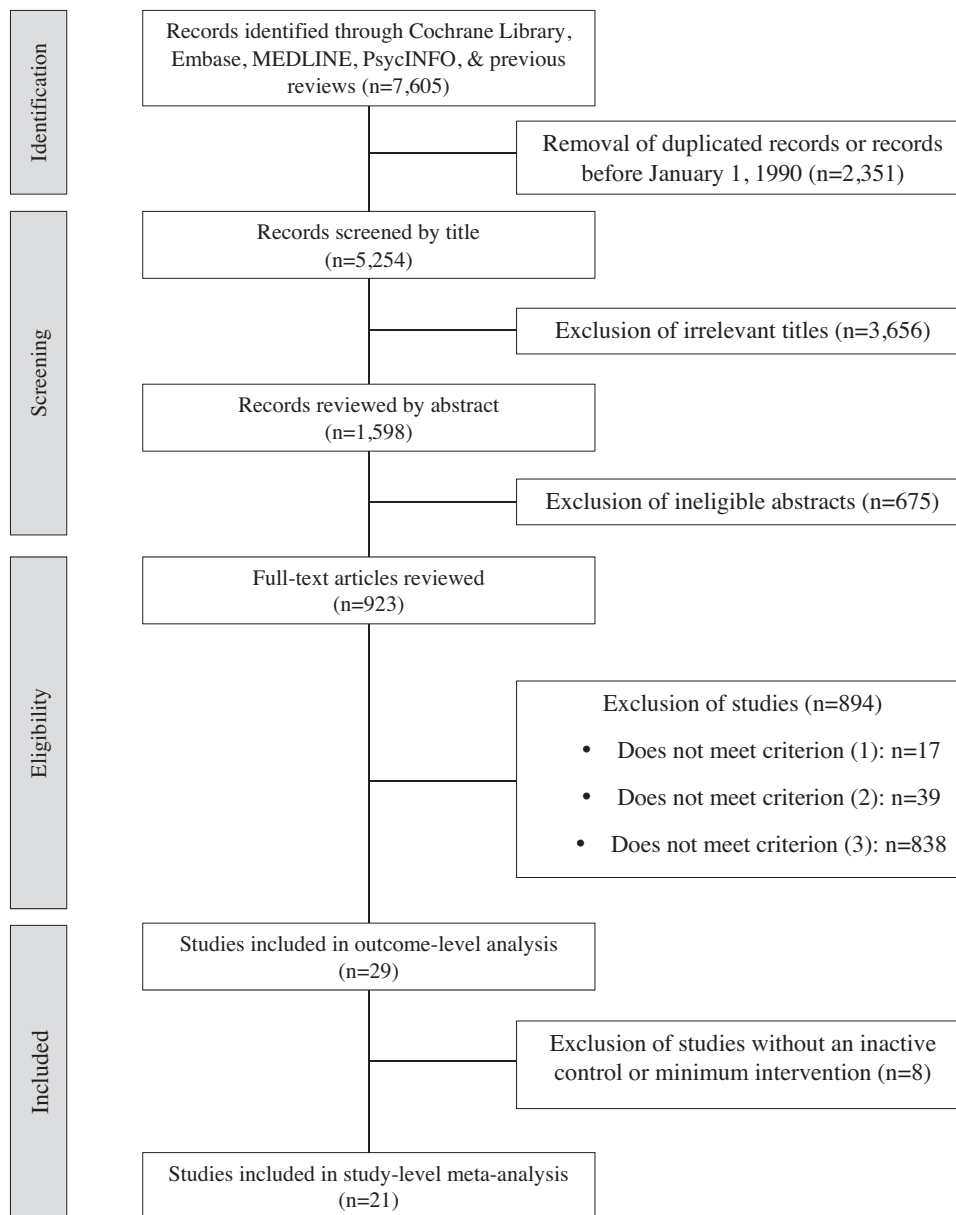 Identification
Records identified through Cochrane Library,
Embase, MEDLINE, PsycINFO, & previous
reviews (n=7,605)
Removal of duplicated records or records
before January 1, 1990 (n=2,351)
Screening
Records screened by title
(n=5,254)
Exclusion of irrelevant titles (n=3,656)
Records reviewed by abstract
(n=1,598)
Exclusion of ineligible abstracts (n=675)
Eligibility
Full-text articles reviewed
(n=923)
Exclusion of studies (n=894)
• Does not meet criterion (1): n=17
• Does not meet criterion (2): n=39
• Does not meet criterion (3): n=838
Included
Studies included in outcome-level analysis
(n=29)
Exclusion of studies without an inactive
control or minimum intervention (n=8)
Studies included in study-level meta-analysis
(n=21)